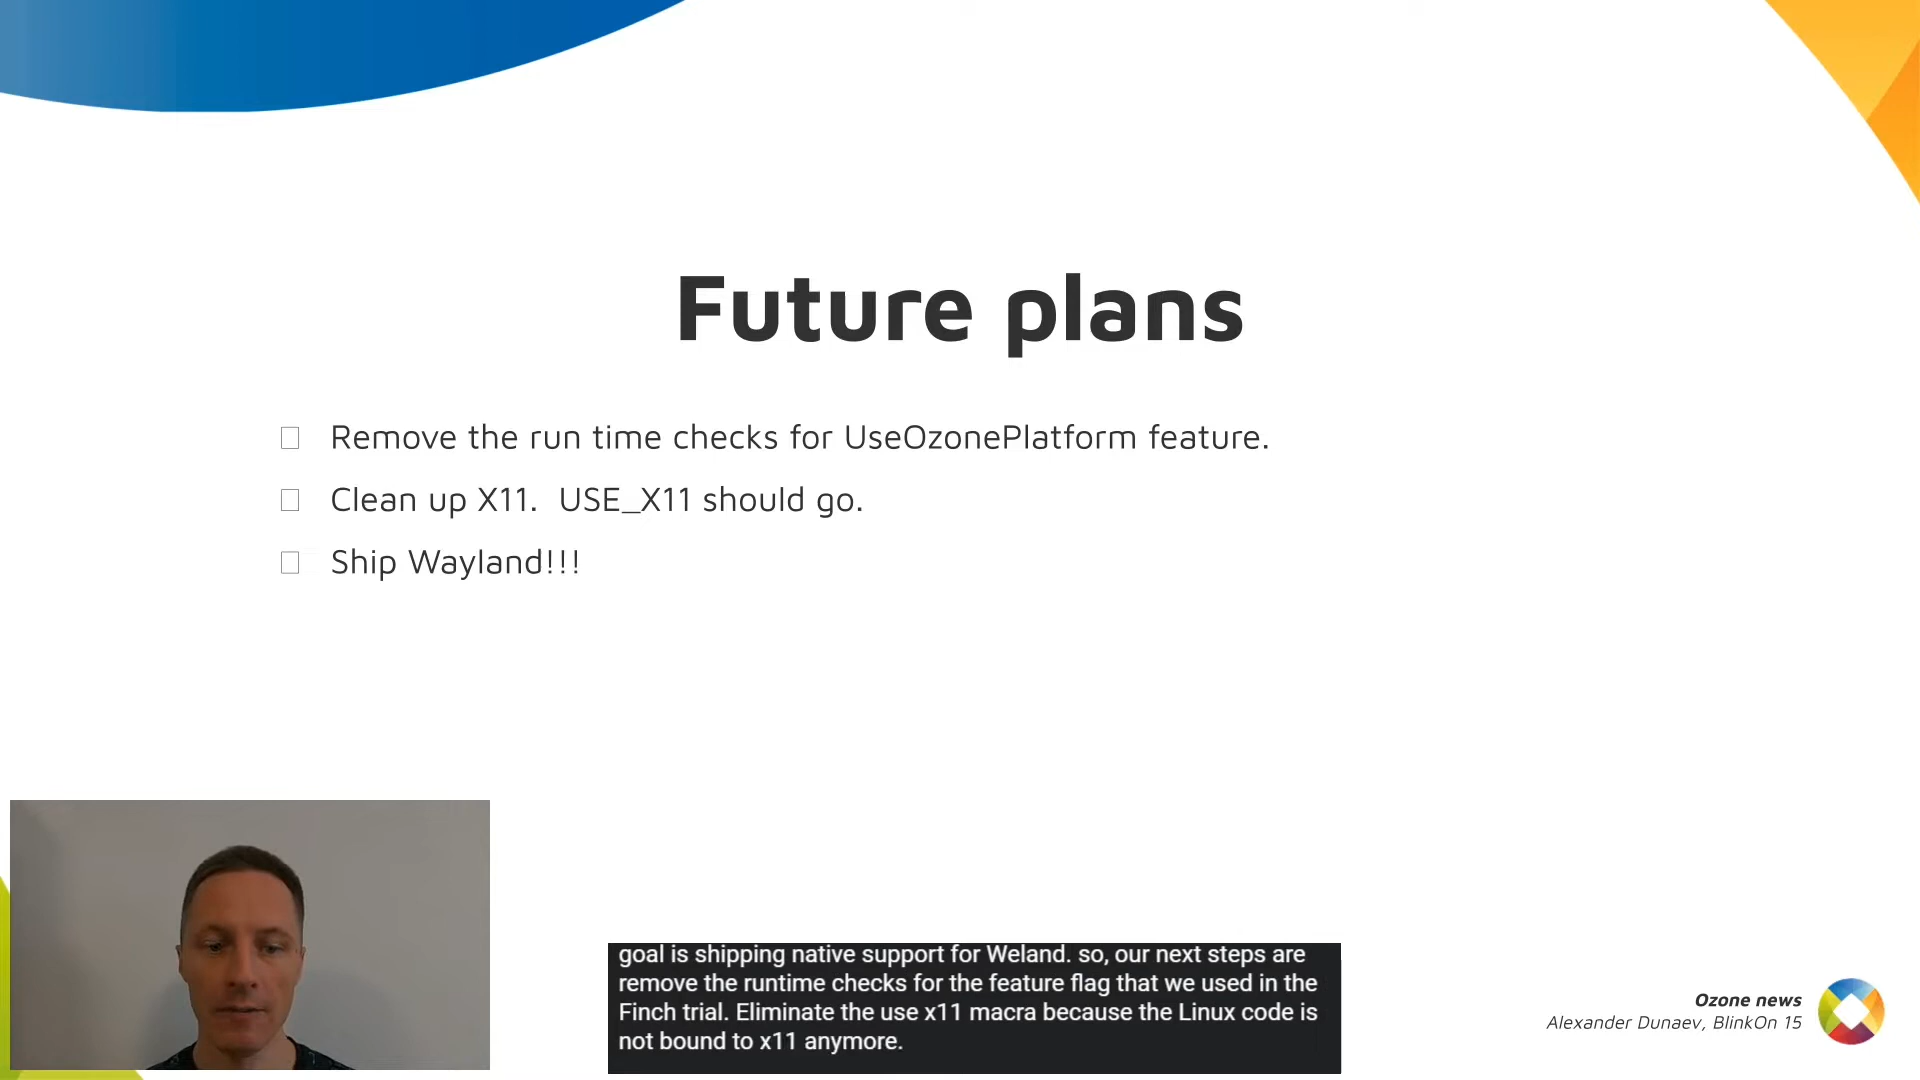 Future plans
Remove the run time checks for UseOzonePlatform feature.
Clean up X11.  USE_X11 should go.
Ship Wayland!!!
goal is shipping native support for Weland. so, our next steps are
remove the runtime checks for the feature flag that we used in the
Finch trial. Eliminate the use x11 macra because the Linux code is
not bound to x11 anymore.
Ozone news
Alexander Dunaev, BlinkOn 15